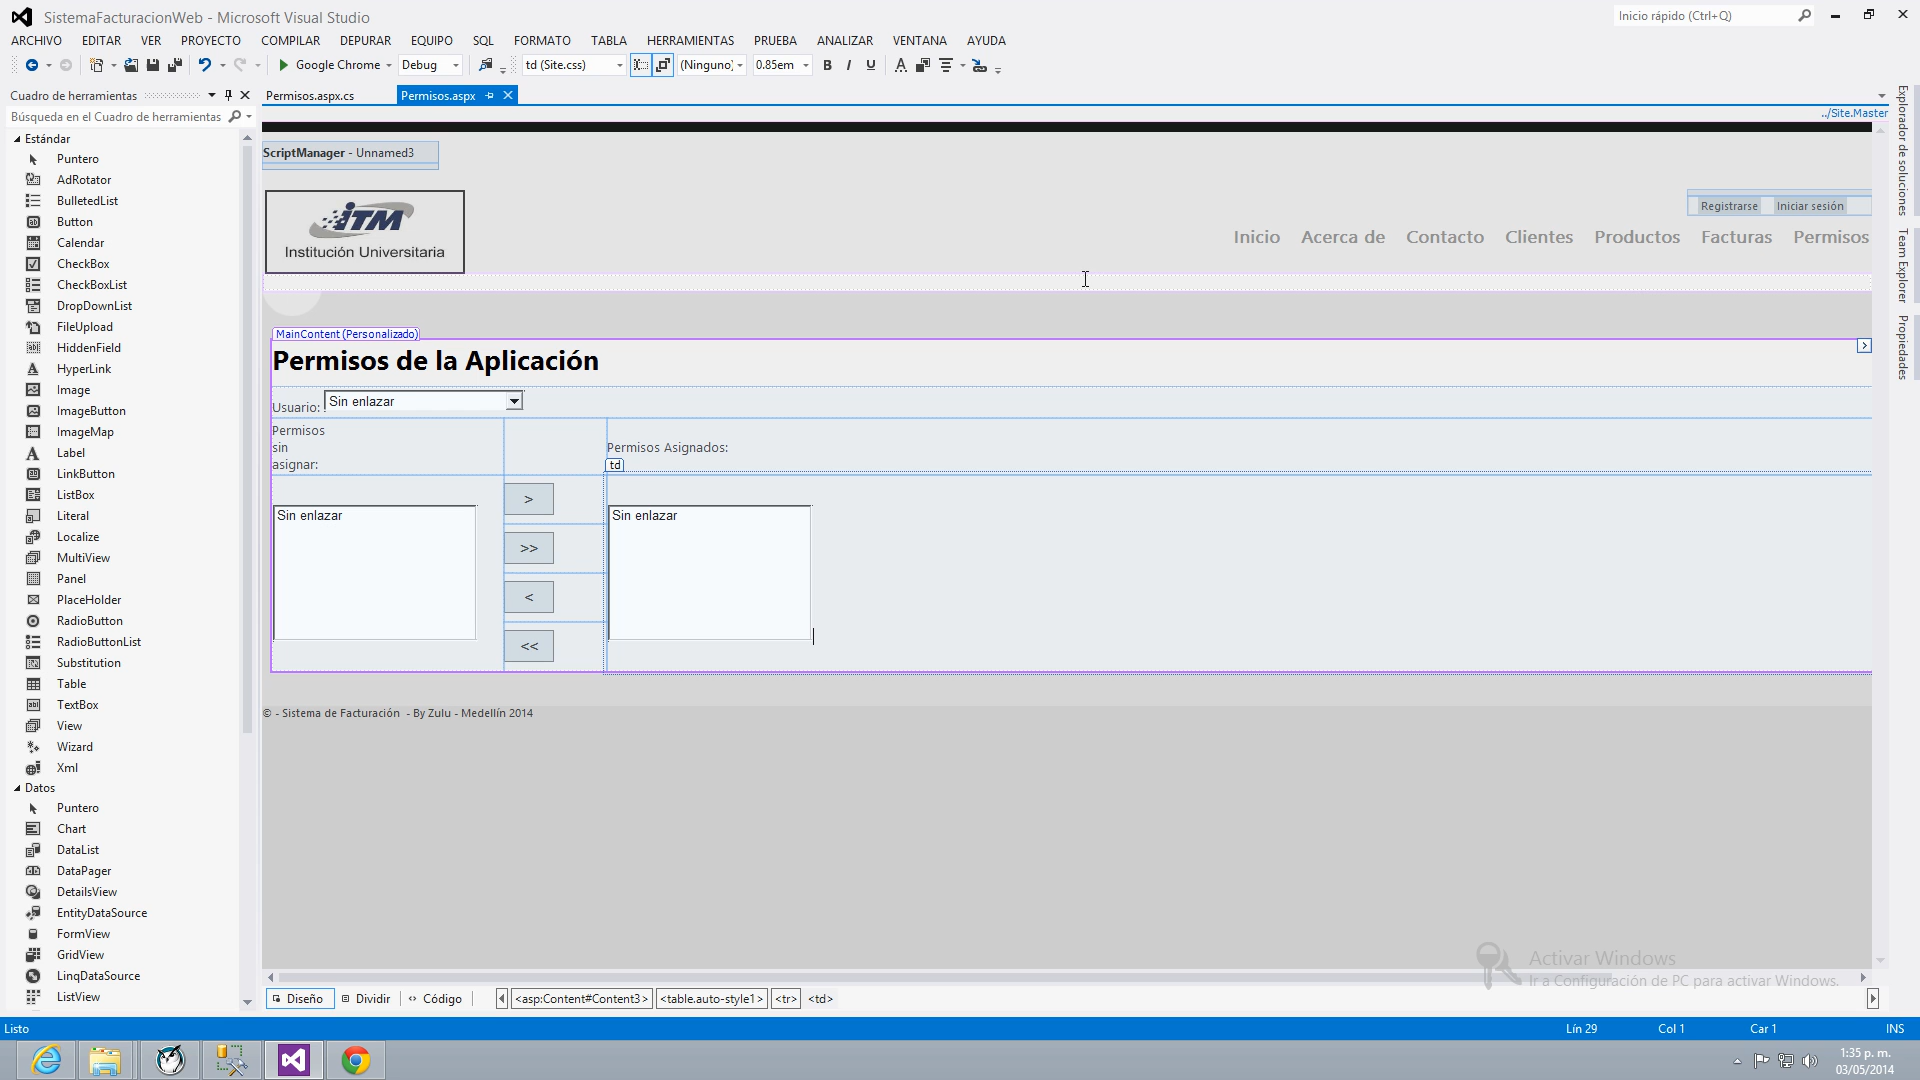 SistemaFacturacionWeb - Microsoft Visual Studio
Inicio rápido (Ctrl+Q)
ARCHIVO EDITAR VER PROYECTO COMPILAR DEPURAR EQUIPO SQL FORMATO TABLA HERRAMIENTAS PRUEBA ANALIZAR VENTANA AYUDA
Google Chrome Debug td (Site.css) (Ninguno) 0.85em B I U A
Cuadro de herramientas
Permisos.aspx.cs
Permisos.aspx
Búsqueda en el Cuadro de herramientas
../Site.Master
Estándar
Puntero
AdRotator
BulletedList
Button
Calendar
CheckBox
CheckBoxList
DropDownList
FileUpload
HiddenField
HyperLink
Image
ImageButton
ImageMap
Label
LinkButton
ListBox
Literal
Localize
MultiView
Panel
PlaceHolder
RadioButton
RadioButtonList
Substitution
Table
TextBox
View
Wizard
Xml
Datos
Puntero
Chart
DataList
DataPager
DetailsView
EntityDataSource
FormView
GridView
LinqDataSource
ListView
ScriptManager - Unnamed3
iTM
Institución Universitaria
Registrarse Iniciar sesión
Inicio Acerca de Contacto Clientes Productos Facturas Permisos
MainContent (Personalizado)
Permisos de la Aplicación
Usuario: Sin enlazar
Permisos
sin
asignar:
Permisos Asignados:
td
Sin enlazar
>
>>
<
<<
Sin enlazar
© - Sistema de Facturación - By Zulu - Medellín 2014
Explorador de soluciones
Team Explorer
Propiedades
Activar Windows
Ir a Configuración de PC para activar Windows.
Diseño Dividir Código <asp:Content#Content3> <table.auto-style1> <tr> <td>
Listo
Lín 29 Col 1 Car 1 INS
1:35 p. m.
03/05/2014